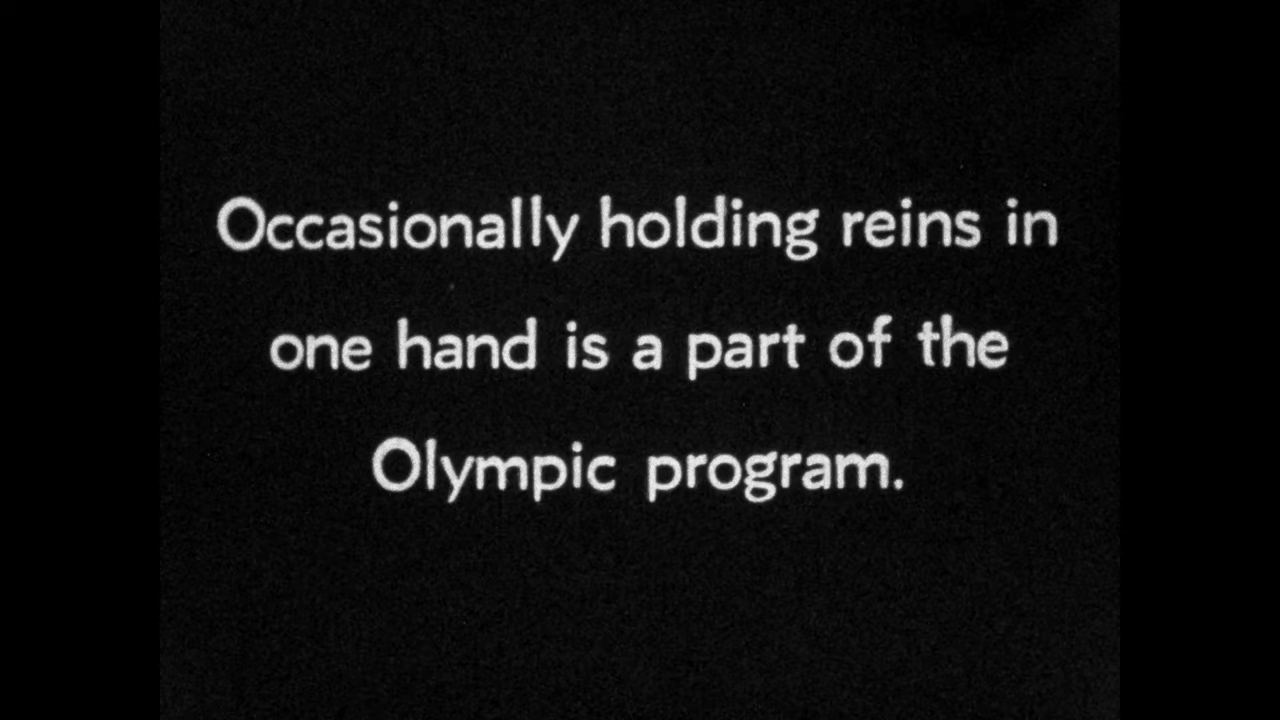 Occasionally holding reins in
one hand is a part of the
Olympic program.